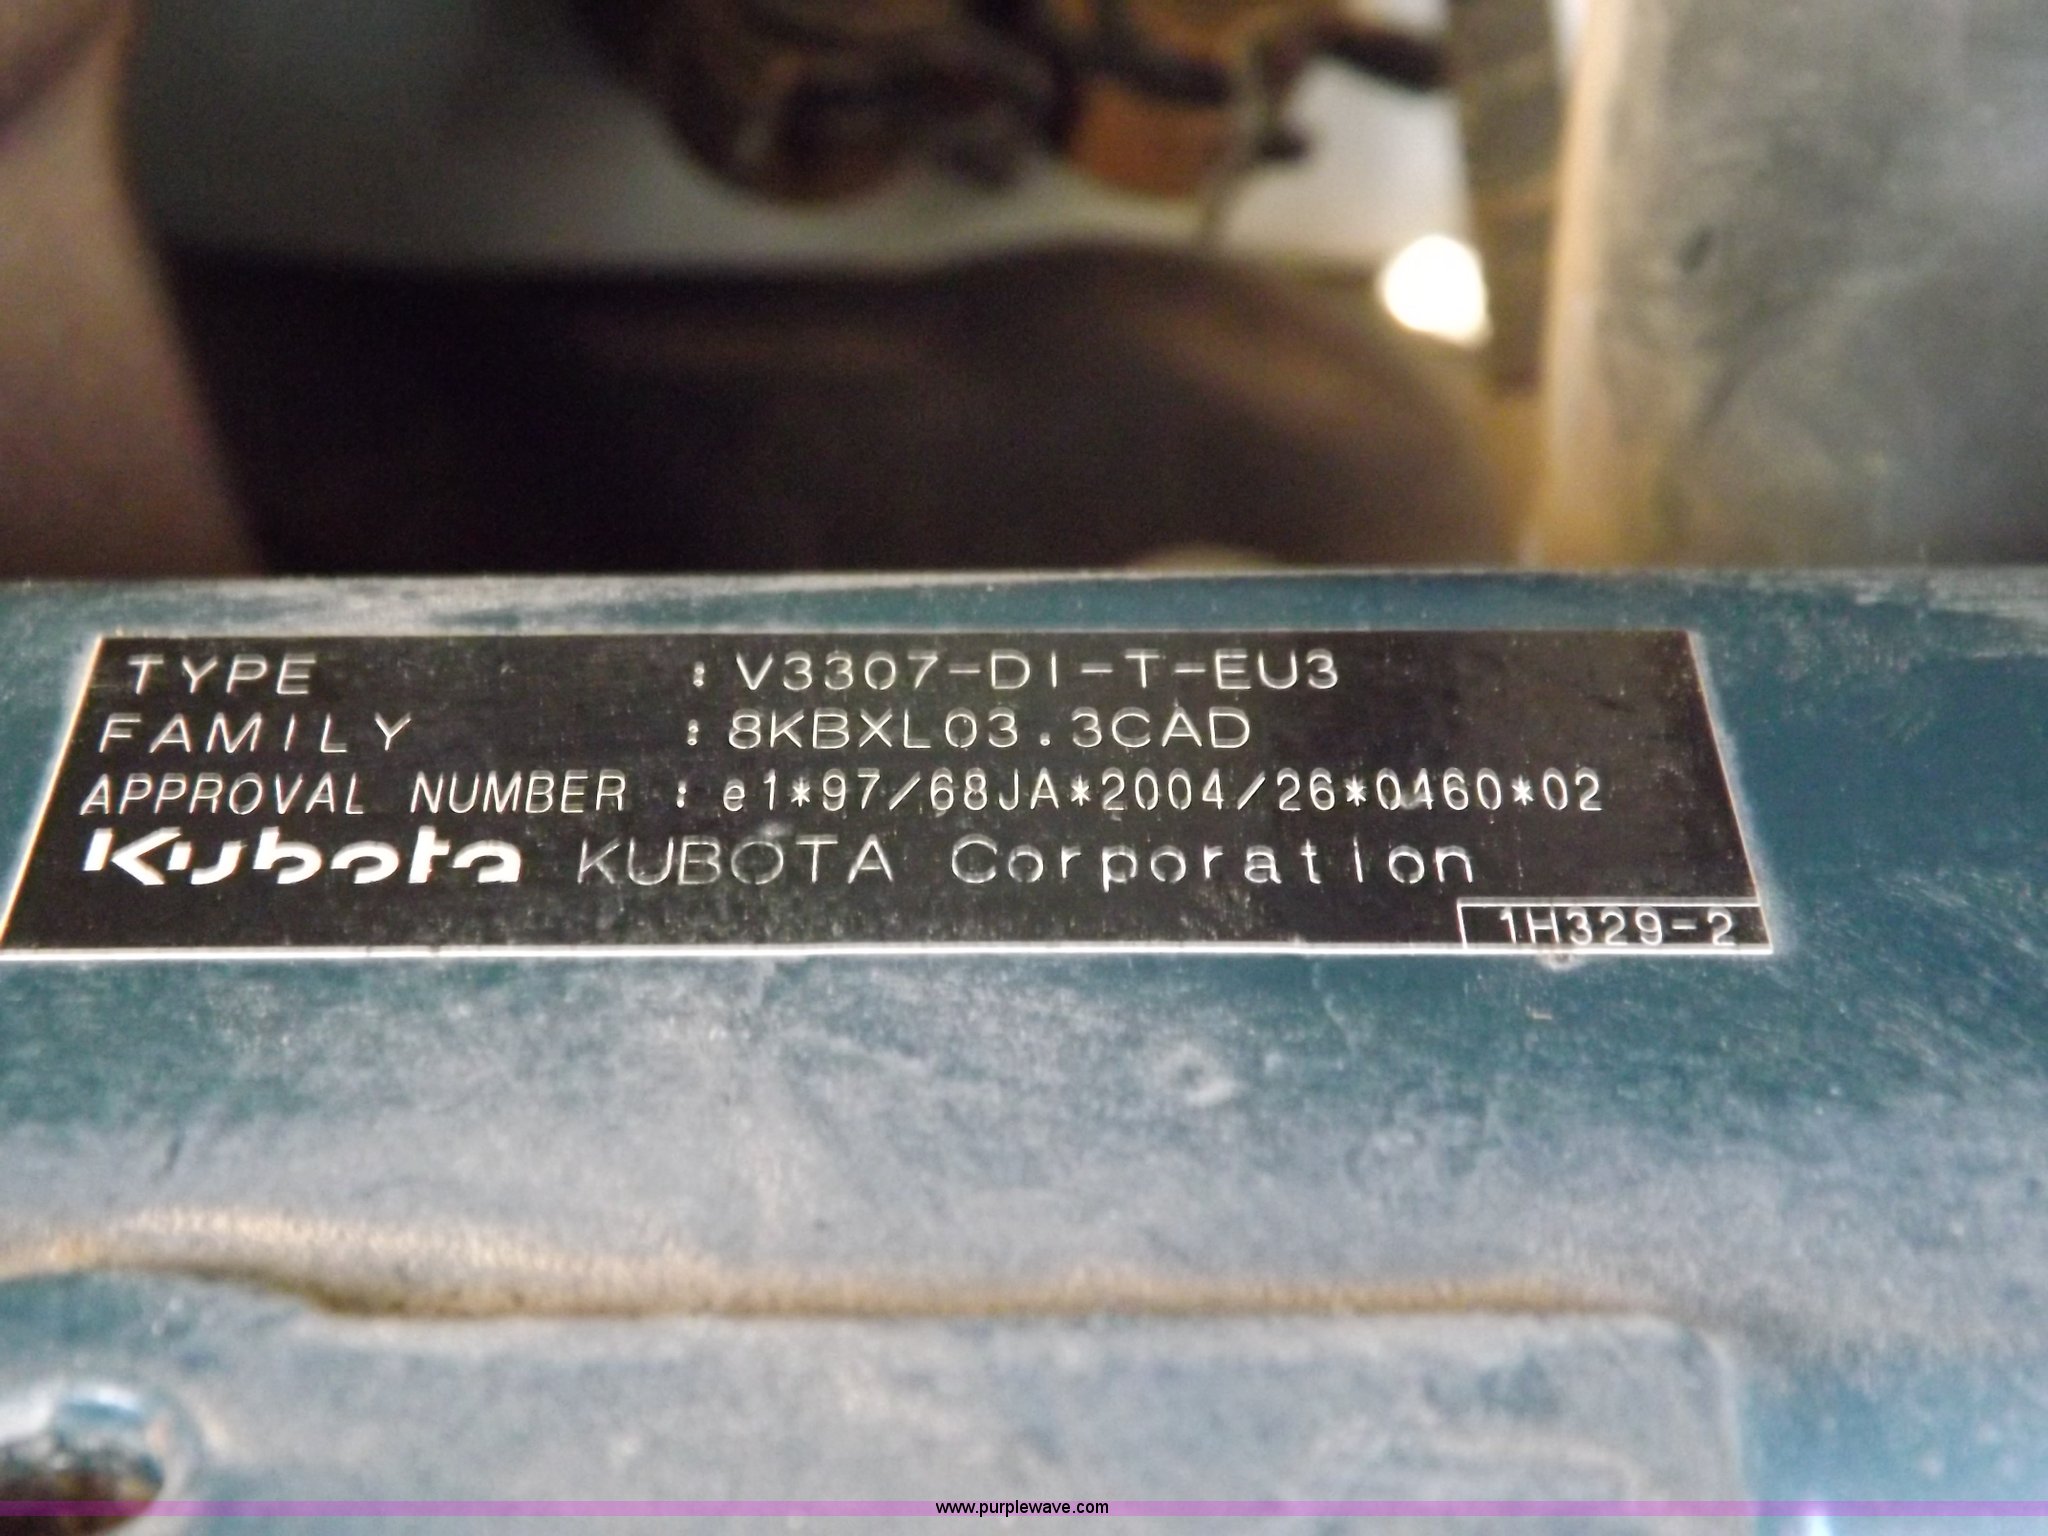 TYPE : V3307-DI-T-EU3
FAMILY : 8KBXL03.3CAD
APPROVAL NUMBER : e1*97/68JA*2004/26*0460*02
Kubota KUBOTA Corporation
1H329-2
www.purplewave.com